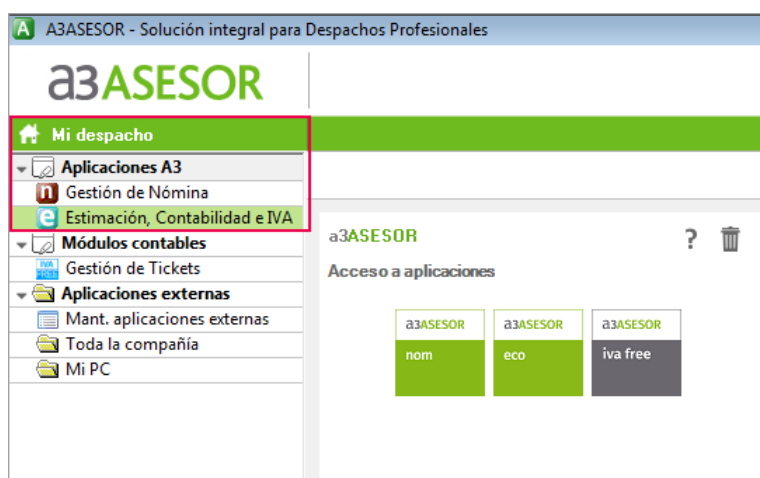 A3ASESOR - Solución integral para Despachos Profesionales
a3ASESOR
Mi despacho
Aplicaciones A3
Gestión de Nómina
Estimación, Contabilidad e IVA
Módulos contables
Gestión de Tickets
Aplicaciones externas
Mant. aplicaciones externas
Toda la compañía
Mi PC
a3ASESOR ?
Acceso a aplicaciones
a3ASESOR a3ASESOR a3ASESOR
nom eco iva free